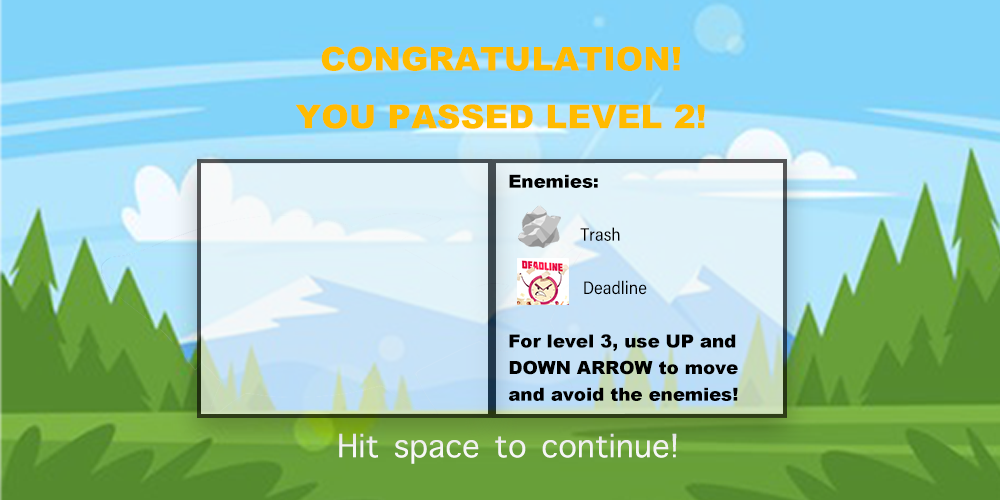 CONGRATULATION!
YOU PASSED LEVEL 2!
Enemies:
Trash
DEADLINE
Deadline
For level 3, use UP and
DOWN ARROW to move
and avoid the enemies!
Hit space to continue!